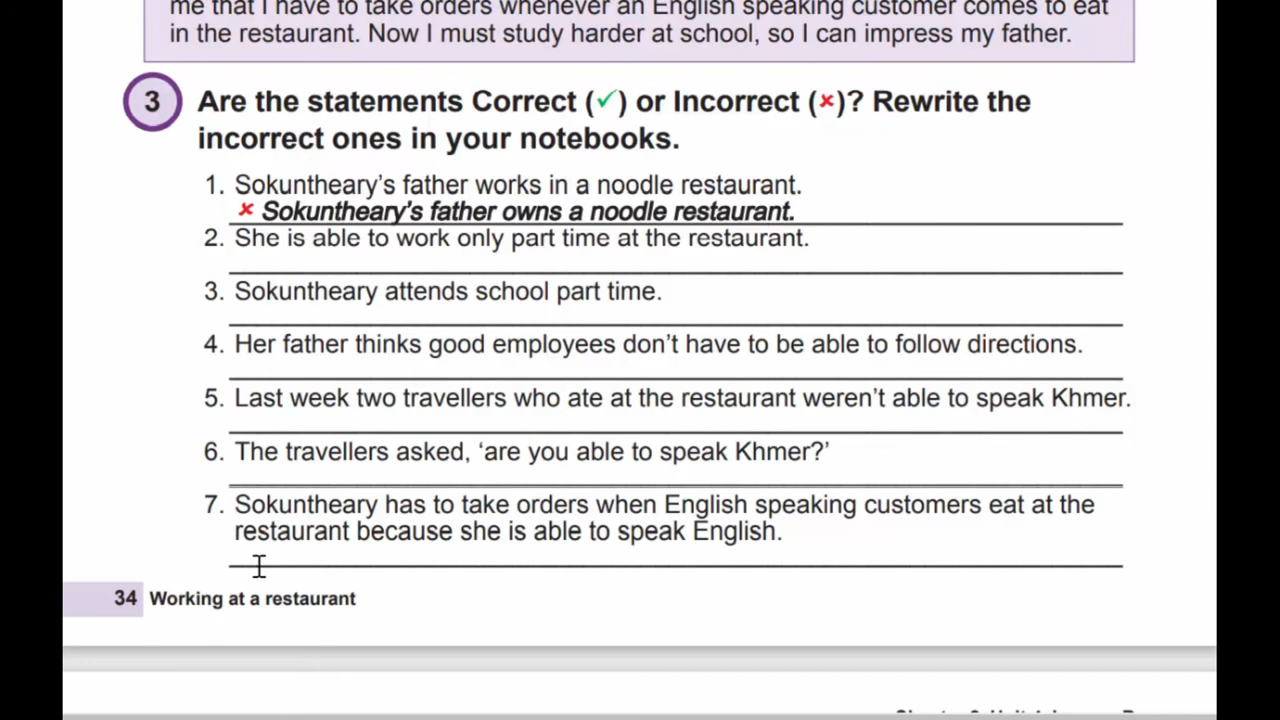 me that I have to take orders whenever an English speaking customer comes to eat
in the restaurant. Now I must study harder at school, so I can impress my father.
3 Are the statements Correct (✓) or Incorrect (×)? Rewrite the
incorrect ones in your notebooks.
1. Sokuntheary's father works in a noodle restaurant.
× Sokuntheary's father owns a noodle restaurant.
2. She is able to work only part time at the restaurant.
3. Sokuntheary attends school part time.
4. Her father thinks good employees don't have to be able to follow directions.
5. Last week two travellers who ate at the restaurant weren't able to speak Khmer.
6. The travellers asked, 'are you able to speak Khmer?'
7. Sokuntheary has to take orders when English speaking customers eat at the
restaurant because she is able to speak English.
34 Working at a restaurant